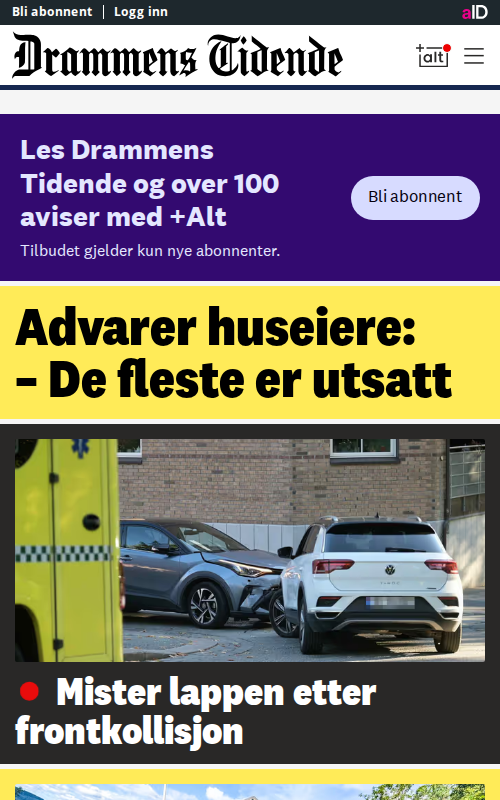 Bli abonnent
Logg inn
aID
Drammens Tidende
+alt
Les Drammens
Tidende og over 100
aviser med +Alt
Tilbudet gjelder kun nye abonnenter.
Bli abonnent
Advarer huseiere:
– De fleste er utsatt
Mister lappen etter
frontkollisjon